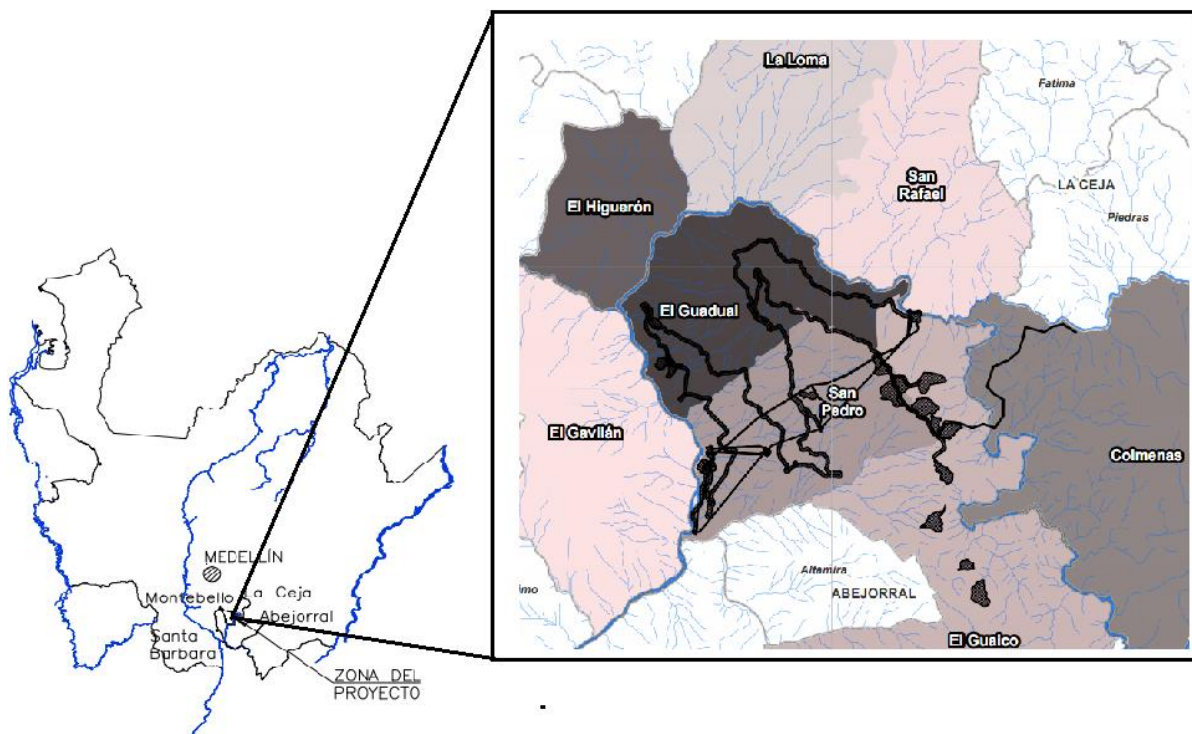 MEDELLÍN
Montebello
La Ceja
Abejorral
Santa
Barbara
ZONA DEL
PROYECTO
La Loma
Fatima
San
Rafael
LA CEJA
Piedras
El Higuerón
El Guadual
San
Pedro
El Gavilán
Colmenas
Altamira
ABEJORRAL
El Guaico